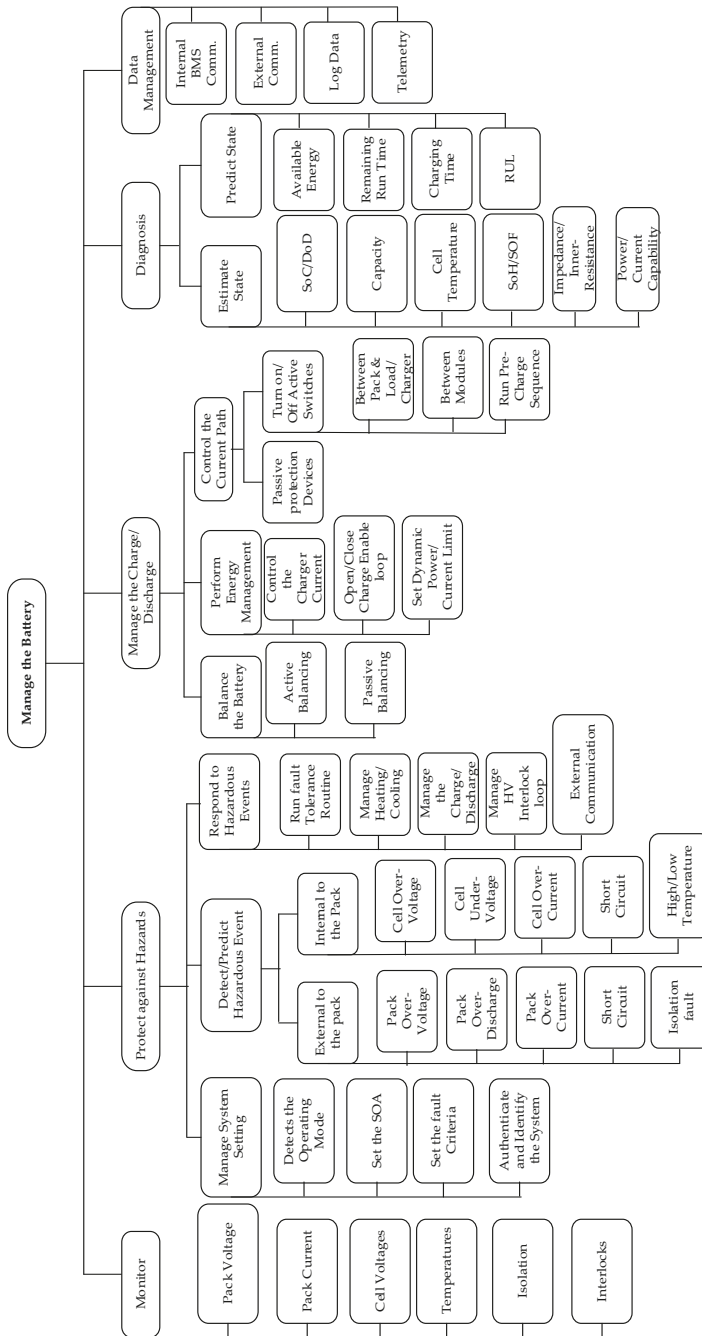 Manage the Battery
Monitor
Pack Voltage
Pack Current
Cell Voltages
Temperatures
Isolation
Interlocks
Protect against Hazards
Manage System
Setting
Detects the
Operating
Mode
Set the SOA
Set the fault
Criteria
Authenticate
and Identify
the System
Detect/Predict
Hazardous Event
External to
the pack
Pack
Over-
Voltage
Pack
Over-
Discharge
Pack
Over-
Current
Short
Circuit
Isolation
fault
Internal to
the Pack
Cell Over-
Voltage
Cell
Under-
Voltage
Cell Over-
Current
Short
Circuit
High/Low
Temperature
Respond to
Hazardous
Events
Run fault
Tolerance
Routine
Manage
Heating/
Cooling
Manage
the
Charge/
Discharge
Manage
HV
Interlock
loop
External
Communication
Manage the Charge/
Discharge
Balance
the Battery
Active
Balancing
Passive
Balancing
Perform
Energy
Management
Control
the
Charger
Current
Open/Close
Charge Enable
loop
Set Dynamic
Power/
Current Limit
Control the
Current Path
Passive
protection
Devices
Turn on/
Off Active
Switches
Between
Pack &
Load/
Charger
Between
Modules
Run Pre-
Charge
Sequence
Diagnosis
Estimate
State
SoC/DoD
Capacity
Cell
Temperature
SoH/SOF
Impedance/
Inner-
Resistance
Power/
Current
Capability
Predict State
Available
Energy
Remaining
Run Time
Charging
Time
RUL
Data
Management
Internal
BMS
Comm.
External
Comm.
Log Data
Telemetry